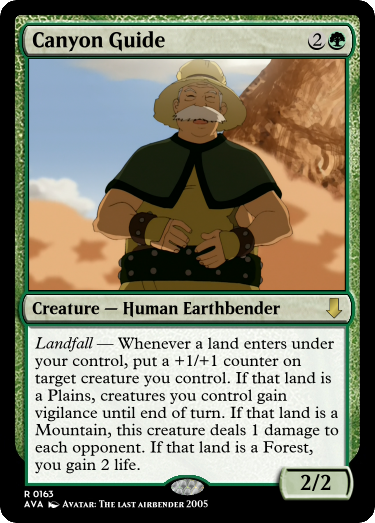 Canyon Guide 2
Creature — Human Earthbender
Landfall — Whenever a land enters under
your control, put a +1/+1 counter on
target creature you control. If that land is
a Plains, creatures you control gain
vigilance until end of turn. If that land is a
Mountain, this creature deals 1 damage to
each opponent. If that land is a Forest,
you gain 2 life.
2/2
R 0163
AVA Avatar: The last airbender 2005